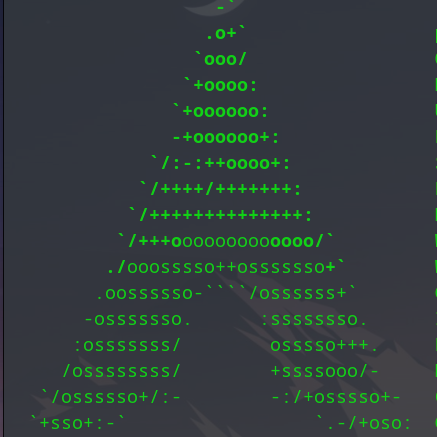 -`
.o+`
`ooo/
`+oooo:
`+oooooo:
-+oooooo+:
`/:-:++oooo+:
`/++++/+++++++:
`/++++++++++++++:
`/+++ooooooooooooo/`
./ooosssso++osssssso+`
.oossssso-````/ossssss+`
-osssssso.      :ssssssso.
:osssssss/        osssso+++.
/ossssssss/        +ssssooo/-
`/ossssso+/:-        -:/+osssso+-
`+sso+:-`                 `.-/+oso: